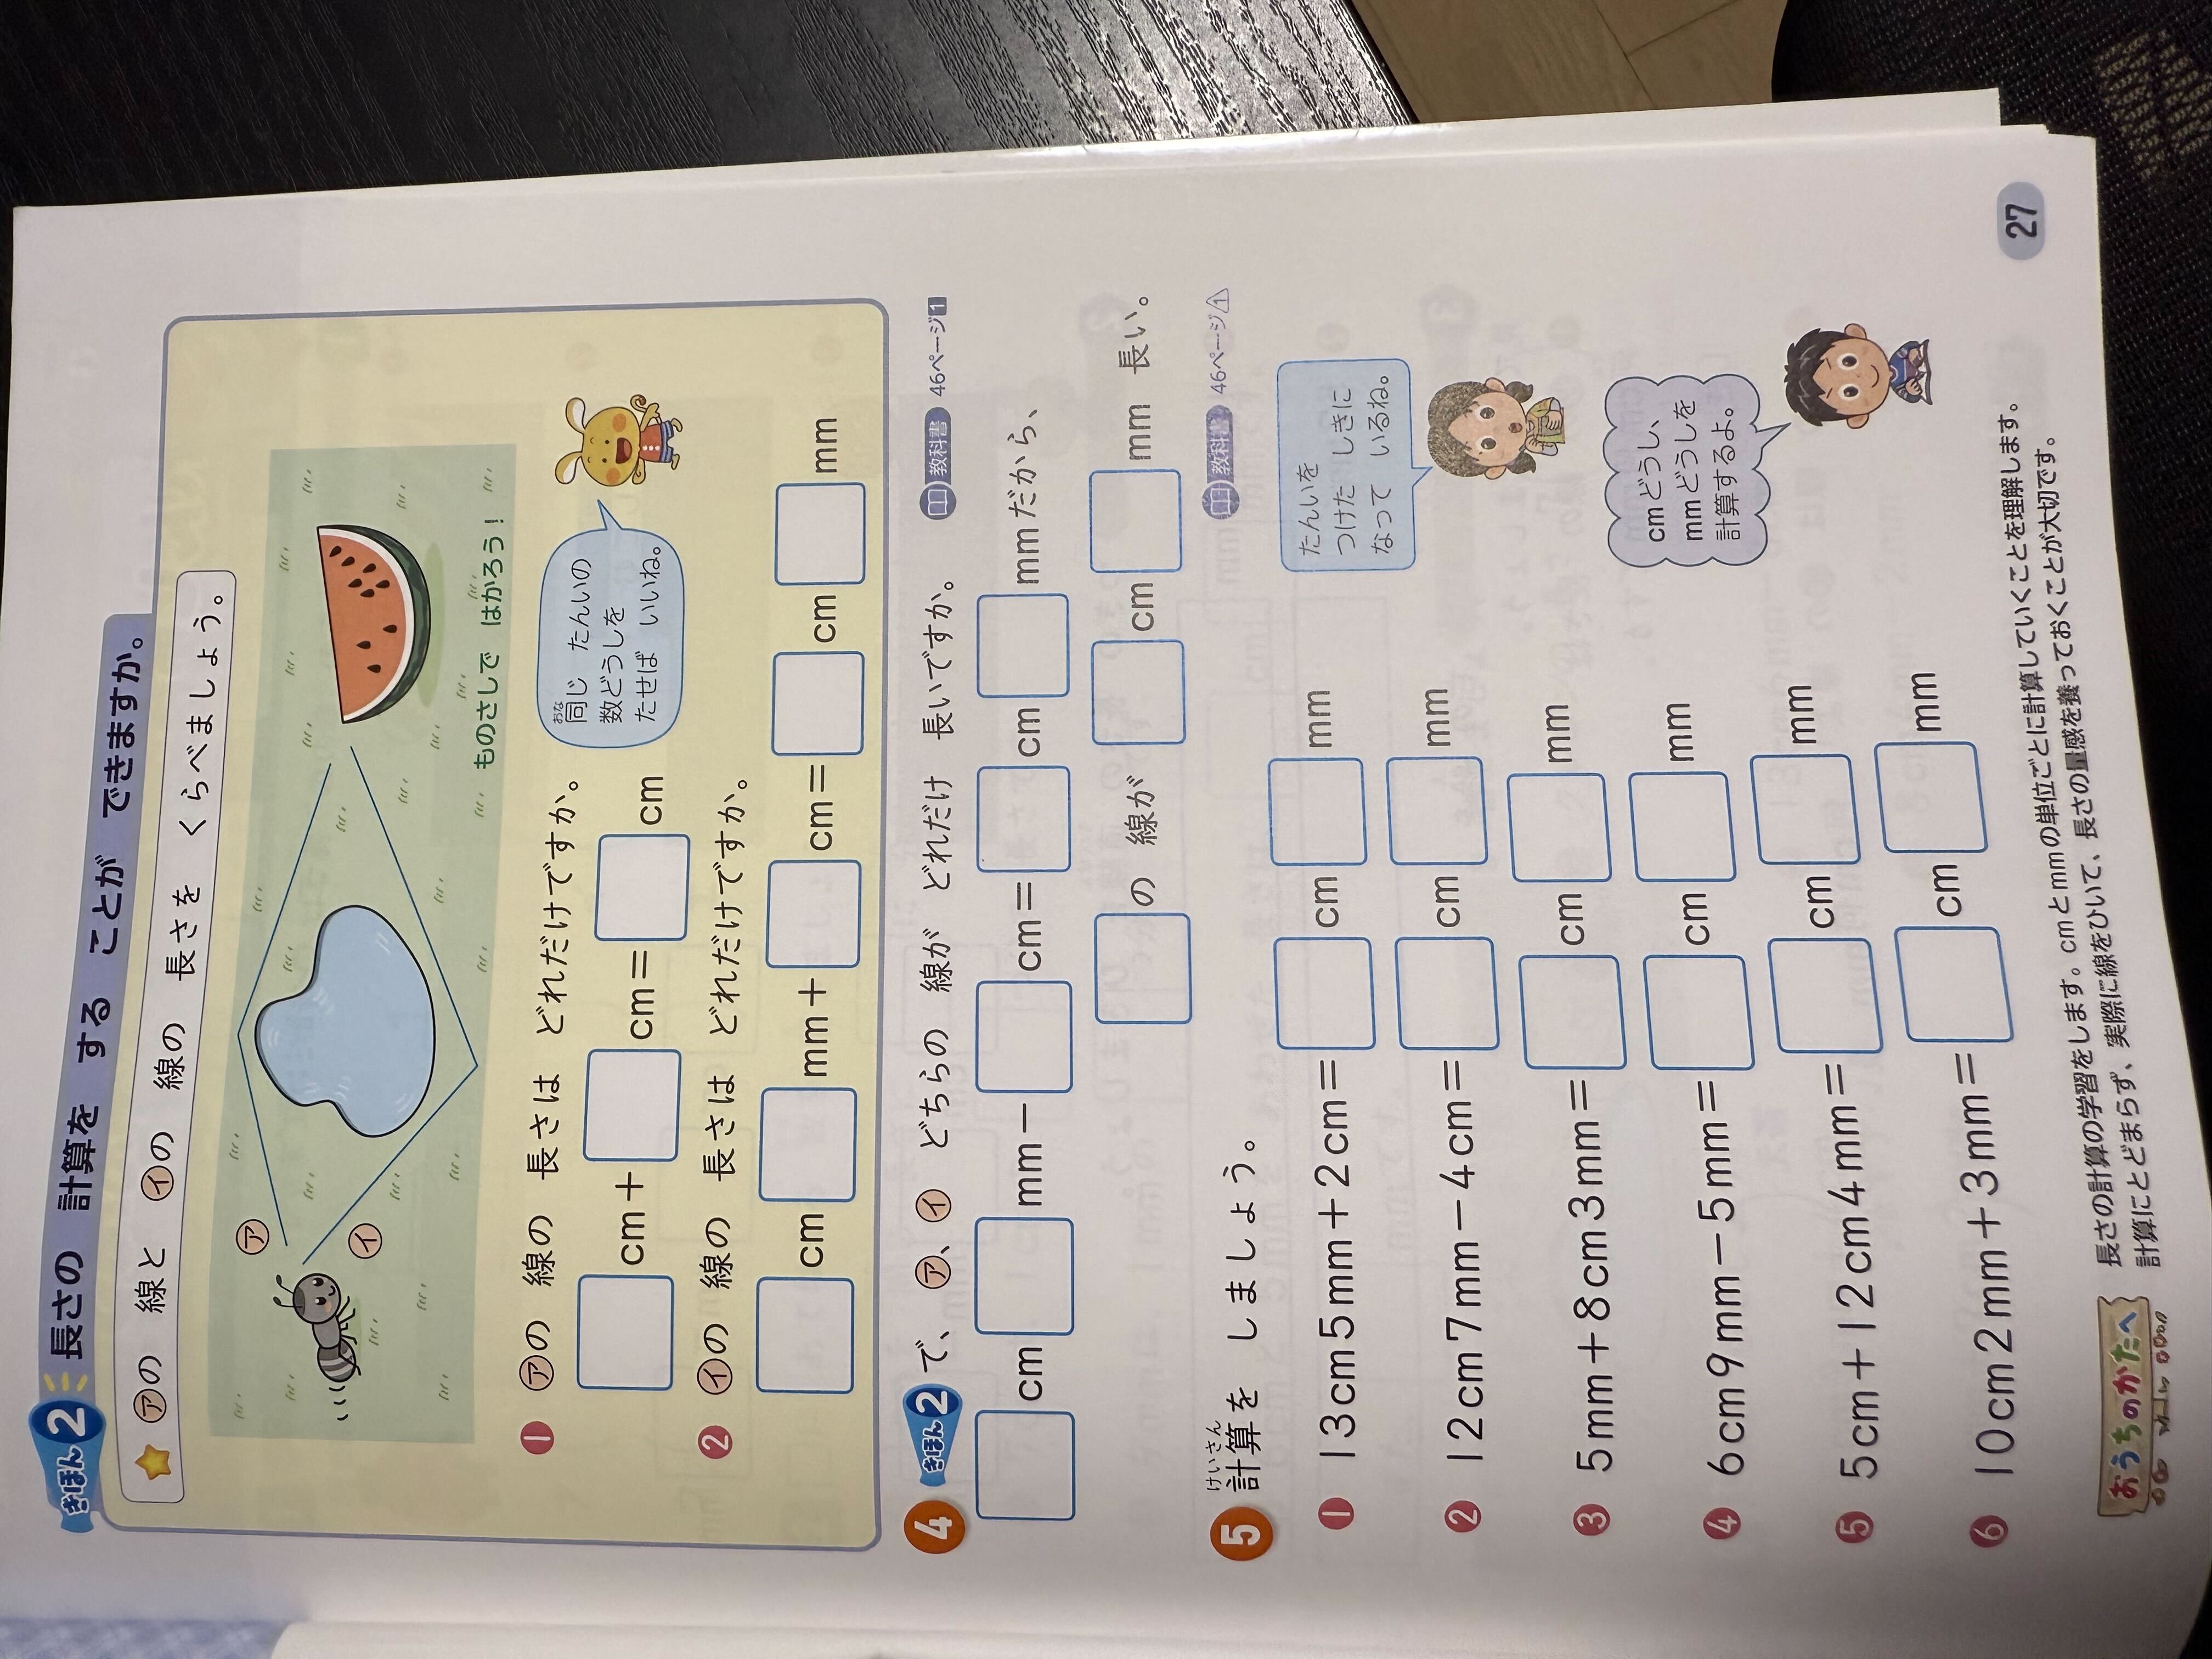 きほん2 長さの 計算を する ことが できますか。
㋐の 線と ㋑の 線の 長さを くらべましょう。
㋐
㋑
ものさしで はかろう！
1 ㋐の 線の 長さは どれだけですか。
□cm＋□cm＝□cm
同じ たんいの
おな
数どうしを
たせば いいね。
2 ㋑の 線の 長さは どれだけですか。
□cm□mm＋□cm＝□cm□mm
4 きほん2で、㋐、㋑ どちらの 線が どれだけ 長いですか。
教科書 46ページ1
□cm□mm－□cm＝□cm□mmだから、
□の 線が □cm□mm 長い。
5 計算を しましょう。
けいさん
教科書 46ページ1
1 13cm5mm＋2cm＝□cm□mm
2 12cm7mm－4cm＝□cm□mm
3 5mm＋8cm3mm＝□cm□mm
4 6cm9mm－5mm＝□cm□mm
5 5cm＋12cm4mm＝□cm□mm
6 10cm2mm＋3mm＝□cm□mm
たんいを
つけた しきに
なって いるね。
cmどうし、
mmどうしを
計算するよ。
おうちのかたへ
長さの計算の学習をします。cmとmmの単位ごとに計算していくことを理解します。
計算にとどまらず、実際に線をひいて、長さの量感を養っておくことが大切です。
27